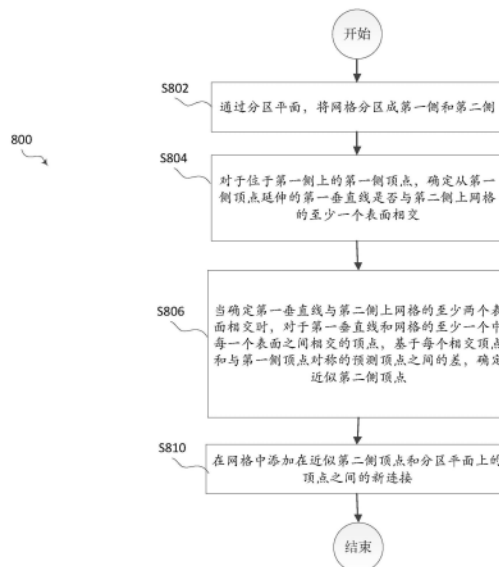 开始
S802
通过分区平面，将网格分区成第一侧和第二侧
800
S804
对于位于第一侧上的第一侧顶点，确定从第一
侧顶点延伸的第一垂直线是否与第二侧上网格
的至少一个表面相交
S806
当确定第一垂直线与第二侧上网格的至少两个表
面相交时，对于第一垂直线和网格的至少一个中
每一个表面之间相交的顶点，基于每个相交顶点
和与第一侧顶点对称的预测顶点之间的差，确定
近似第二侧顶点
S810
在网格中添加在近似第二侧顶点和分区平面上的
顶点之间的新连接
结束